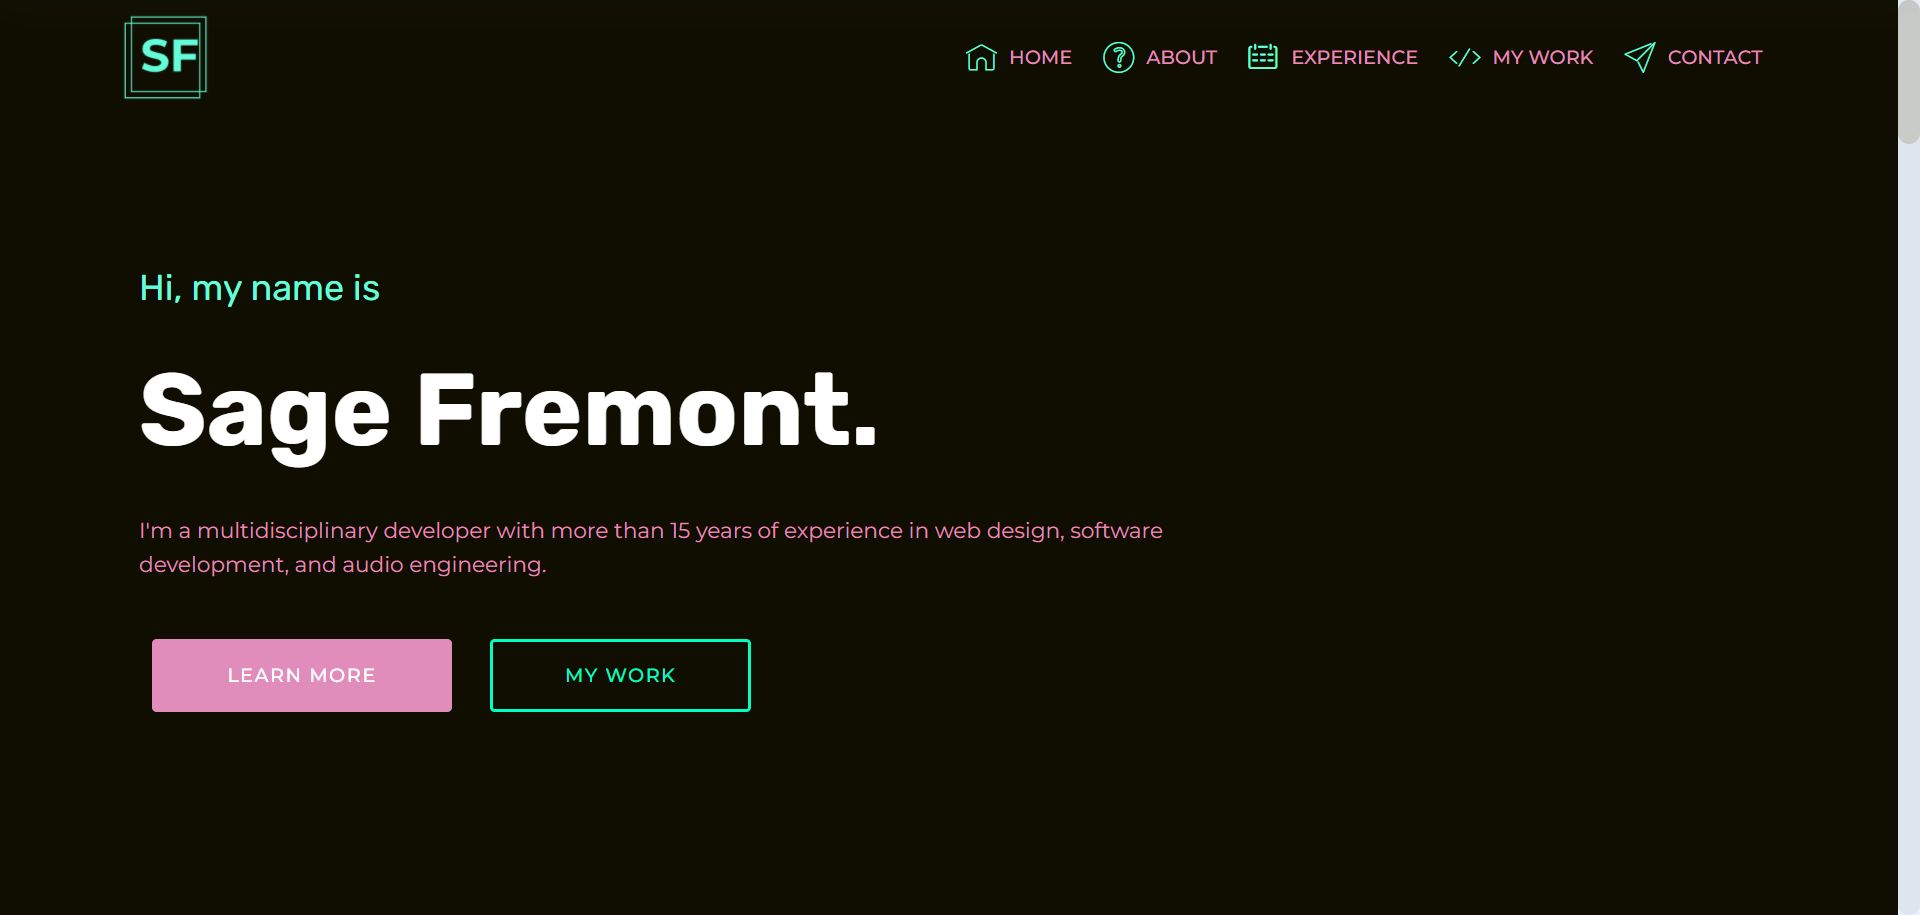 SF
HOME
ABOUT
EXPERIENCE
MY WORK
CONTACT
Hi, my name is
Sage Fremont.
I'm a multidisciplinary developer with more than 15 years of experience in web design, software
development, and audio engineering.
LEARN MORE
MY WORK